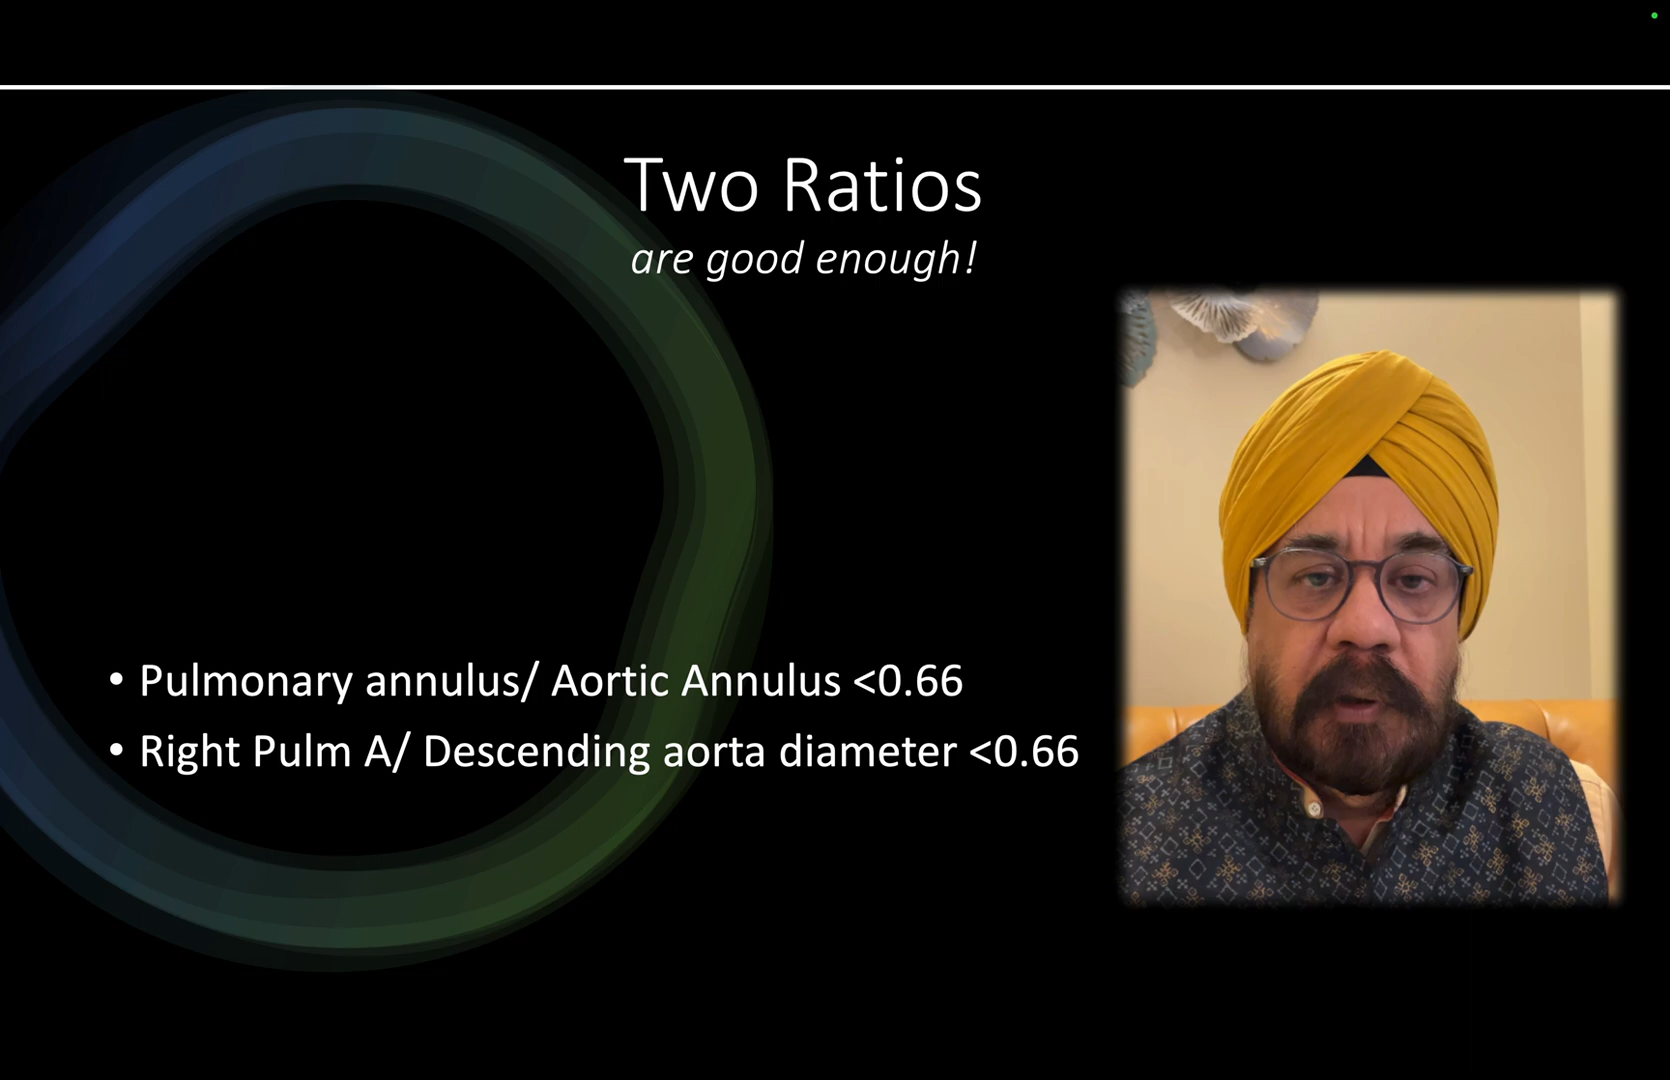 Two Ratios
are good enough!
• Pulmonary annulus/ Aortic Annulus <0.66
• Right Pulm A/ Descending aorta diameter <0.66